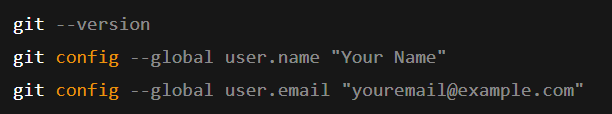 git --version
git config --global user.name "Your Name"
git config --global user.email "youremail@example.com"